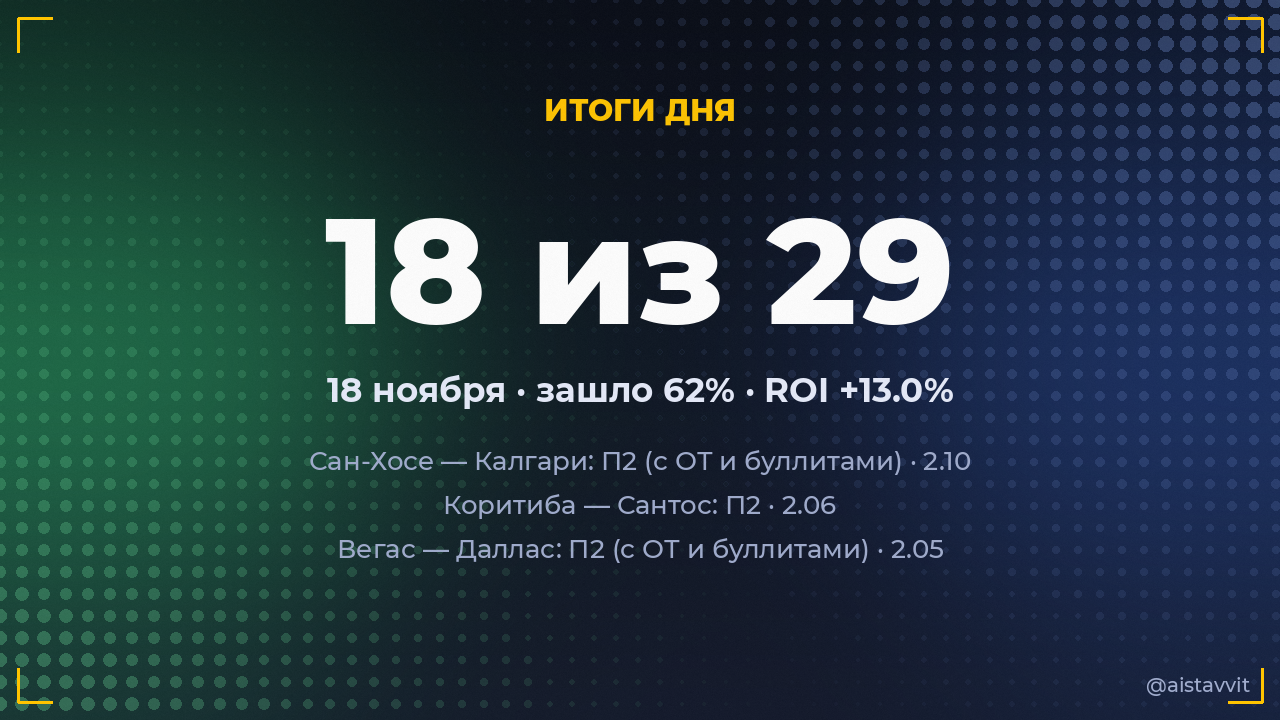 ИТОГИ ДНЯ
18 из 29
18 ноября · зашло 62% · ROI +13.0%
Сан-Хосе — Калгари: П2 (с ОТ и буллитами) · 2.10
Коритиба — Сантос: П2 · 2.06
Вегас — Даллас: П2 (с ОТ и буллитами) · 2.05
@aistavvit